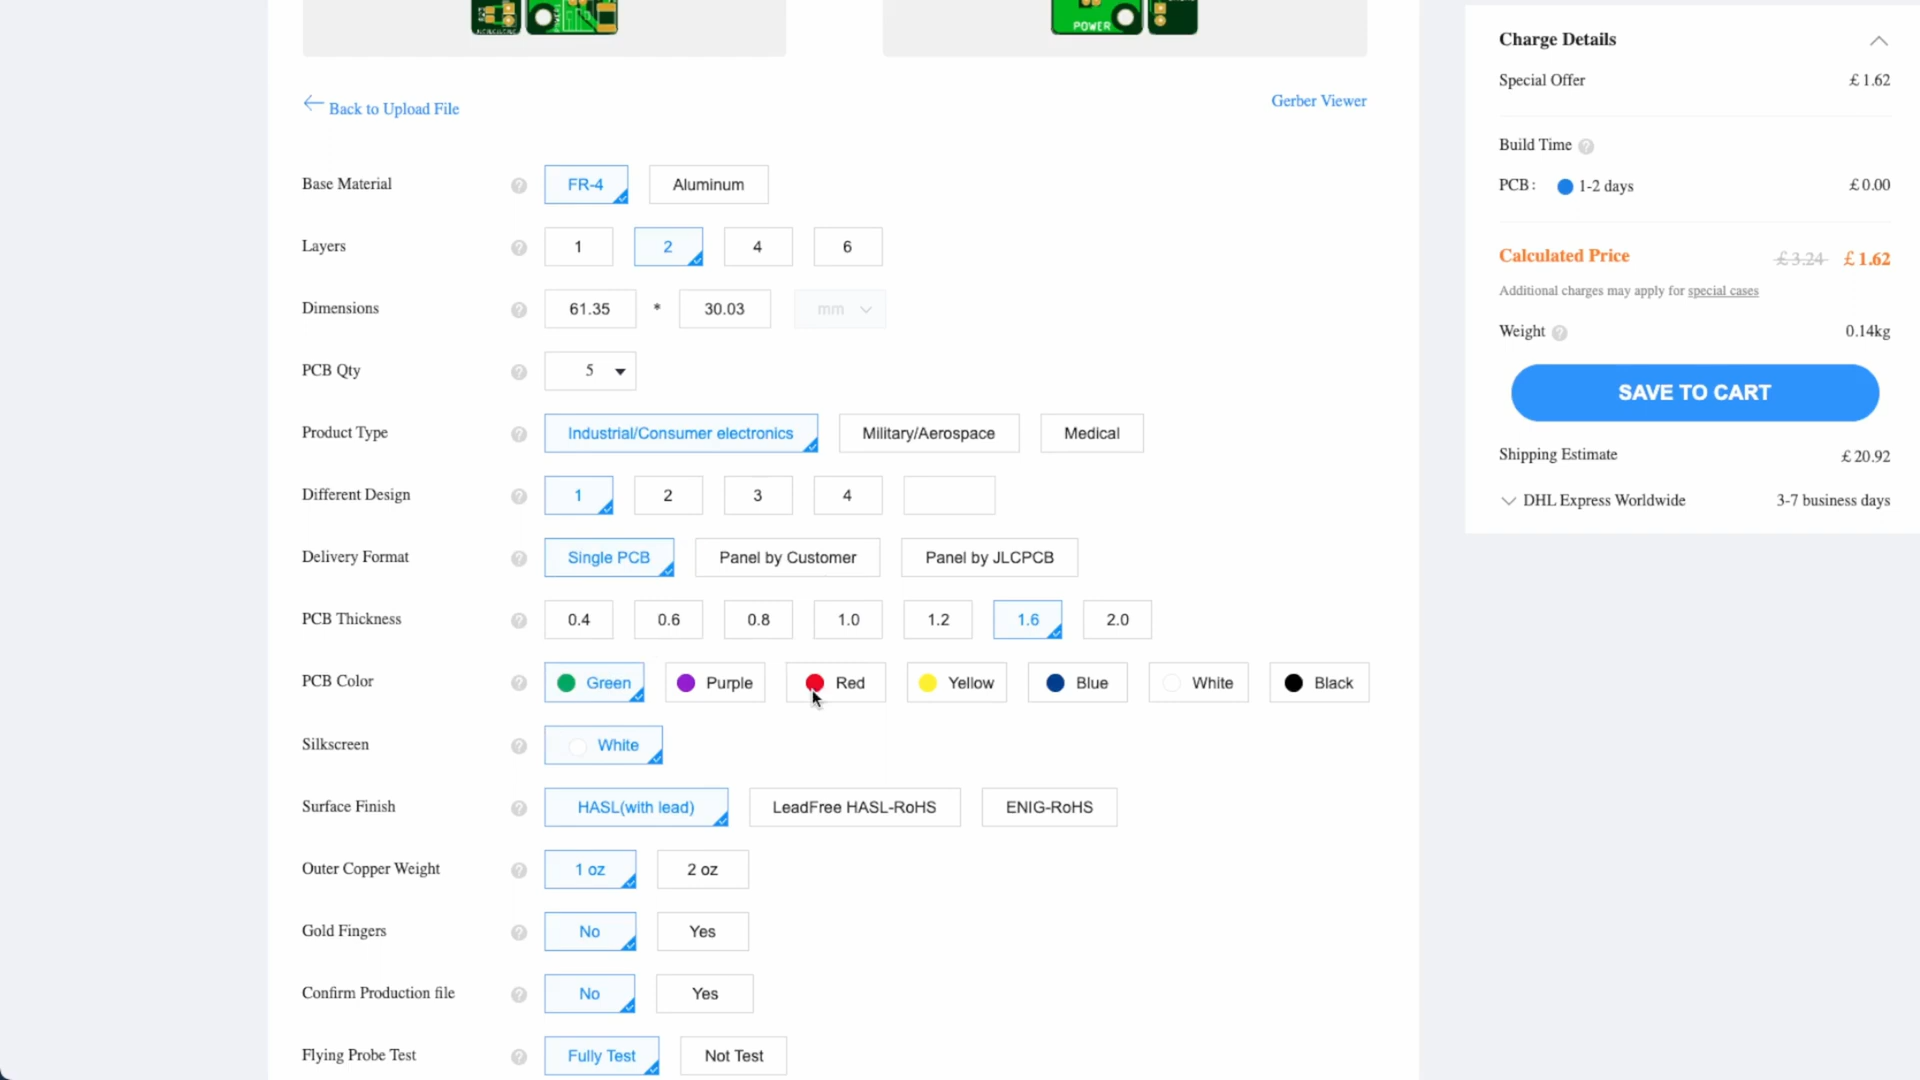 POWER
Back to Upload File
Gerber Viewer
Base Material ? FR-4 Aluminum
Layers ? 1 2 4 6
Dimensions ? 61.35 * 30.03 mm
PCB Qty ? 5
Product Type ? Industrial/Consumer electronics Military/Aerospace Medical
Different Design ? 1 2 3 4
Delivery Format ? Single PCB Panel by Customer Panel by JLCPCB
PCB Thickness ? 0.4 0.6 0.8 1.0 1.2 1.6 2.0
PCB Color ? Green Purple Red Yellow Blue White Black
Silkscreen ? White
Surface Finish ? HASL(with lead) LeadFree HASL-RoHS ENIG-RoHS
Outer Copper Weight ? 1 oz 2 oz
Gold Fingers ? No Yes
Confirm Production file ? No Yes
Flying Probe Test ? Fully Test Not Test
Charge Details
Special Offer £ 1.62
Build Time ?
PCB : 1-2 days £ 0.00
Calculated Price £ 3.24 £ 1.62
Additional charges may apply for special cases
Weight ? 0.14kg
SAVE TO CART
Shipping Estimate £ 20.92
DHL Express Worldwide 3-7 business days